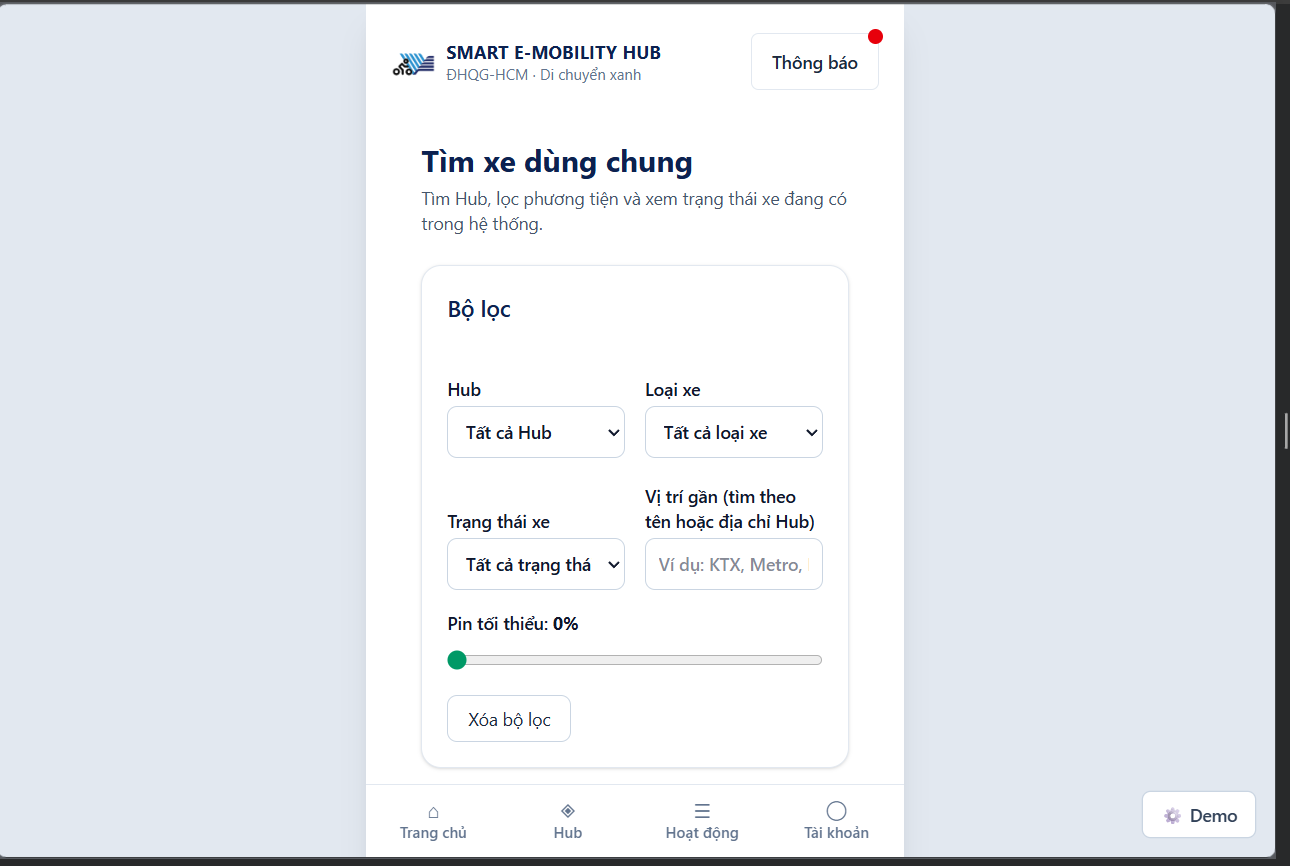 SMART E-MOBILITY HUB
ĐHQG-HCM · Di chuyển xanh
Thông báo
Tìm xe dùng chung
Tìm Hub, lọc phương tiện và xem trạng thái xe đang có
trong hệ thống.
Bộ lọc
Hub
Loại xe
Tất cả Hub
Tất cả loại xe
Trạng thái xe
Vị trí gần (tìm theo
tên hoặc địa chỉ Hub)
Tất cả trạng thá
Ví dụ: KTX, Metro,
Pin tối thiểu: 0%
Xóa bộ lọc
Trang chủ
Hub
Hoạt động
Tài khoản
Demo